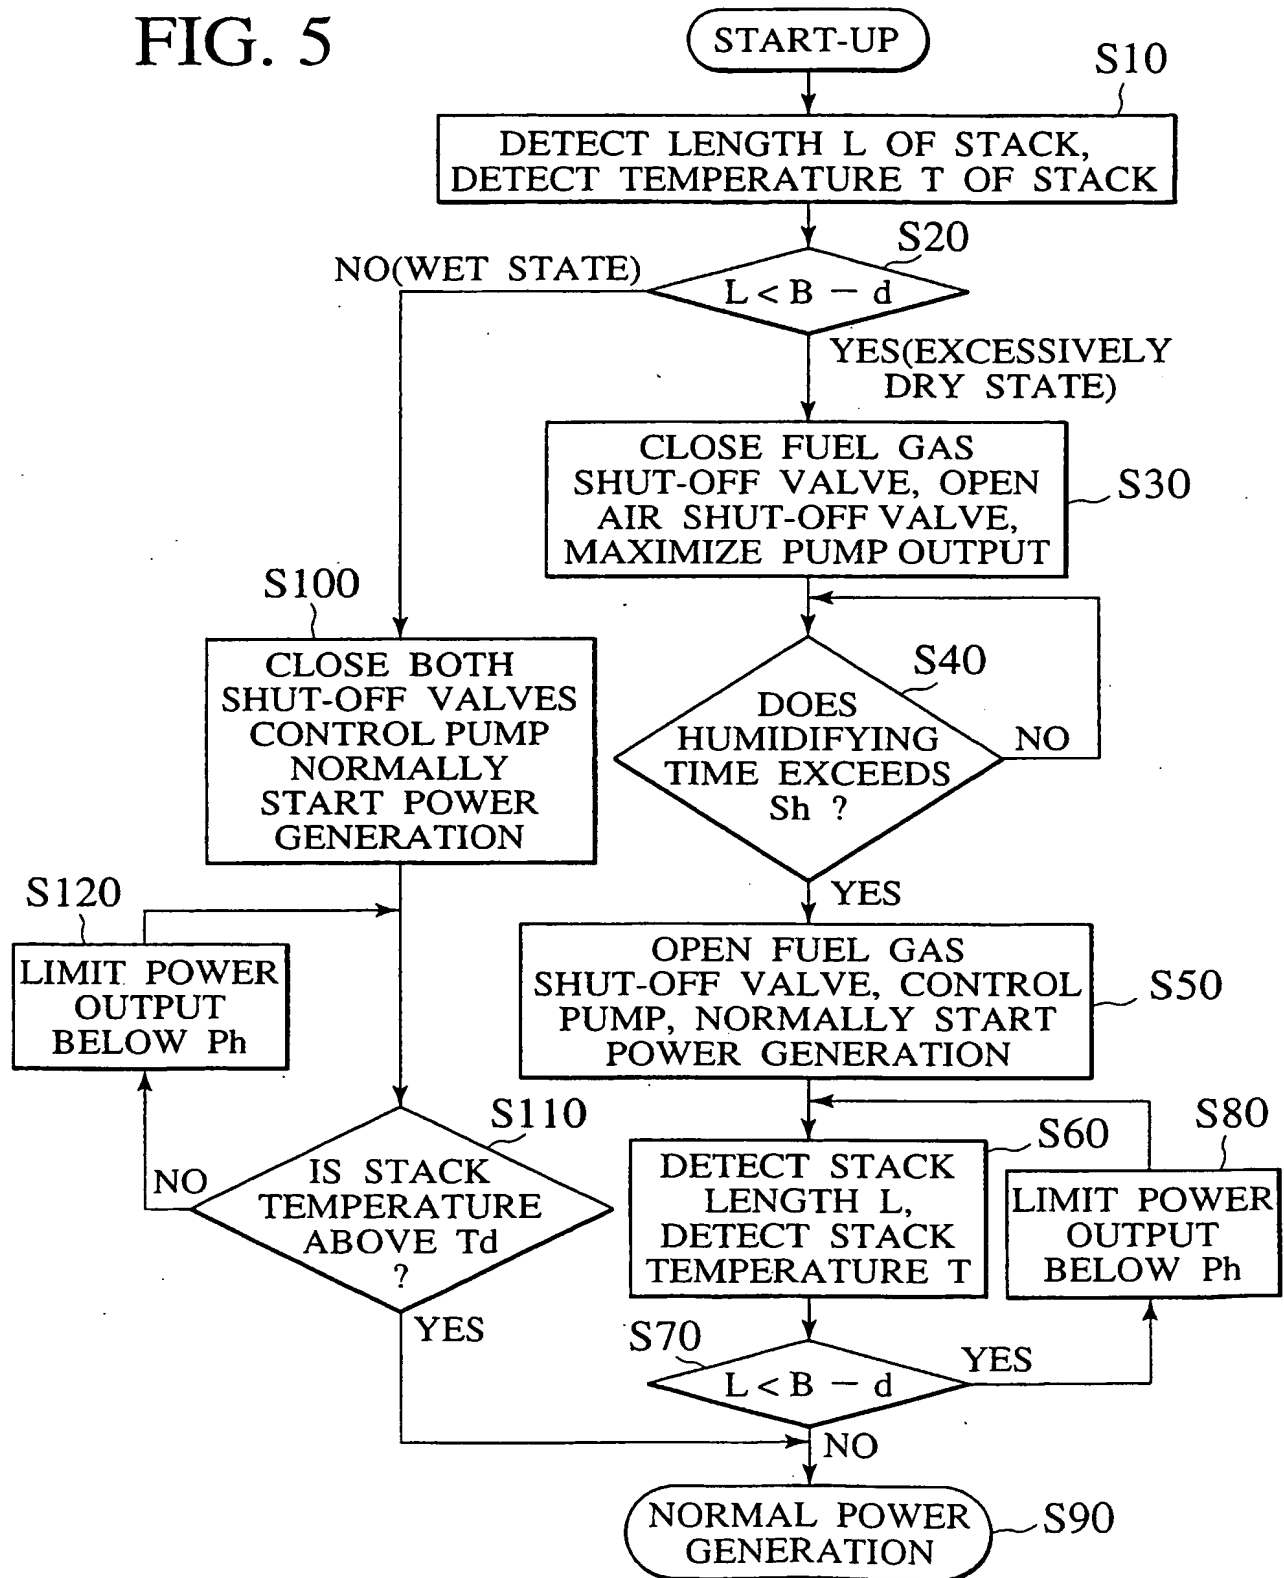 FIG. 5
START-UP
S10
DETECT LENGTH L OF STACK,
DETECT TEMPERATURE T OF STACK
S20
L < B − d
NO(WET STATE)
YES(EXCESSIVELY
DRY STATE)
CLOSE FUEL GAS
SHUT-OFF VALVE, OPEN
AIR SHUT-OFF VALVE,
MAXIMIZE PUMP OUTPUT
S30
S100
CLOSE BOTH
SHUT-OFF VALVES
CONTROL PUMP
NORMALLY
START POWER
GENERATION
S40
DOES
HUMIDIFYING
TIME EXCEEDS
Sh ?
NO
YES
S120
LIMIT POWER
OUTPUT
BELOW Ph
OPEN FUEL GAS
SHUT-OFF VALVE, CONTROL
PUMP, NORMALLY START
POWER GENERATION
S50
S110
IS STACK
TEMPERATURE
ABOVE Td
?
NO
YES
S60
DETECT STACK
LENGTH L,
DETECT STACK
TEMPERATURE T
S80
LIMIT POWER
OUTPUT
BELOW Ph
S70
L < B − d
YES
NO
NORMAL POWER
GENERATION
S90